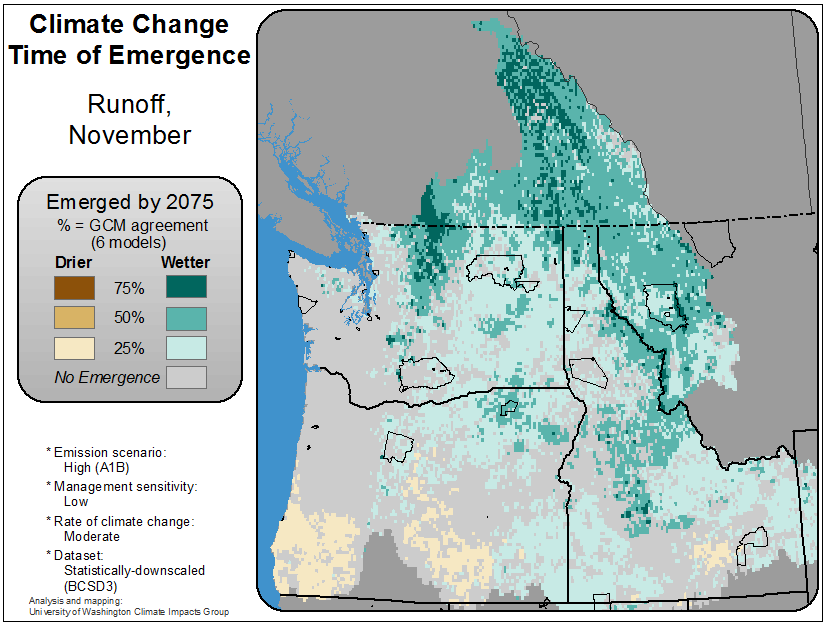 Climate Change
Time of Emergence
Runoff,
November
Emerged by 2075
% = GCM agreement
(6 models)
Drier Wetter
75%
50%
25%
No Emergence
* Emission scenario:
High (A1B)
* Management sensitivity:
Low
* Rate of climate change:
Moderate
* Dataset:
Statistically-downscaled
(BCSD3)
Analysis and mapping:
University of Washington Climate Impacts Group